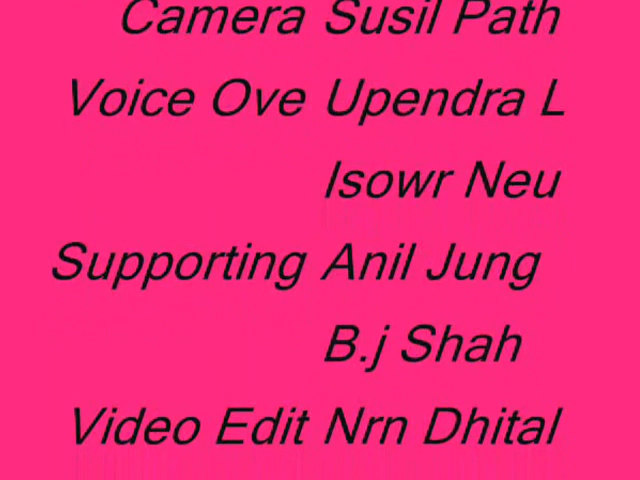 Camera Susil Path
Voice Ove Upendra L
Isowr Neu
Supporting Anil Jung
B.j Shah
Video Edit Nrn Dhital